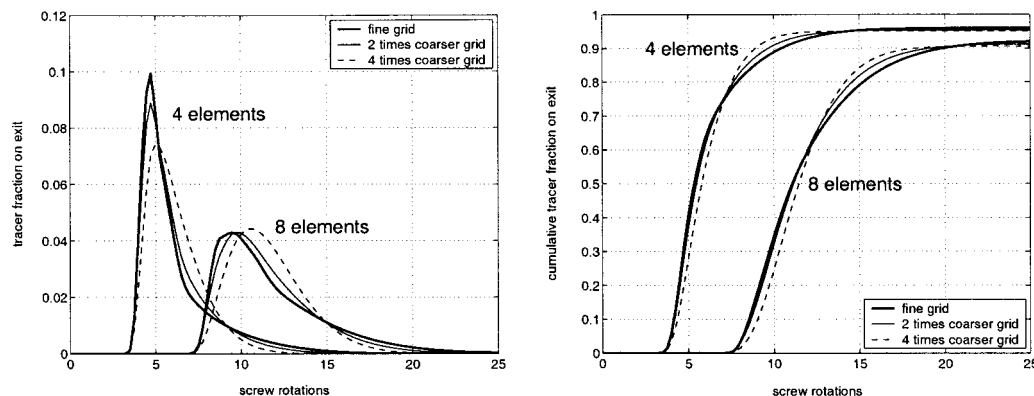 0.12
0.1
0.08
0.06
0.04
0.02
0
tracer fraction on exit
fine grid
2 times coarser grid
4 times coarser grid
4 elements
8 elements
0 5 10 15 20 25
screw rotations
1
0.9
0.8
0.7
0.6
0.5
0.4
0.3
0.2
0.1
0
cumulative tracer fraction on exit
4 elements
8 elements
fine grid
2 times coarser grid
4 times coarser grid
0 5 10 15 20 25
screw rotations